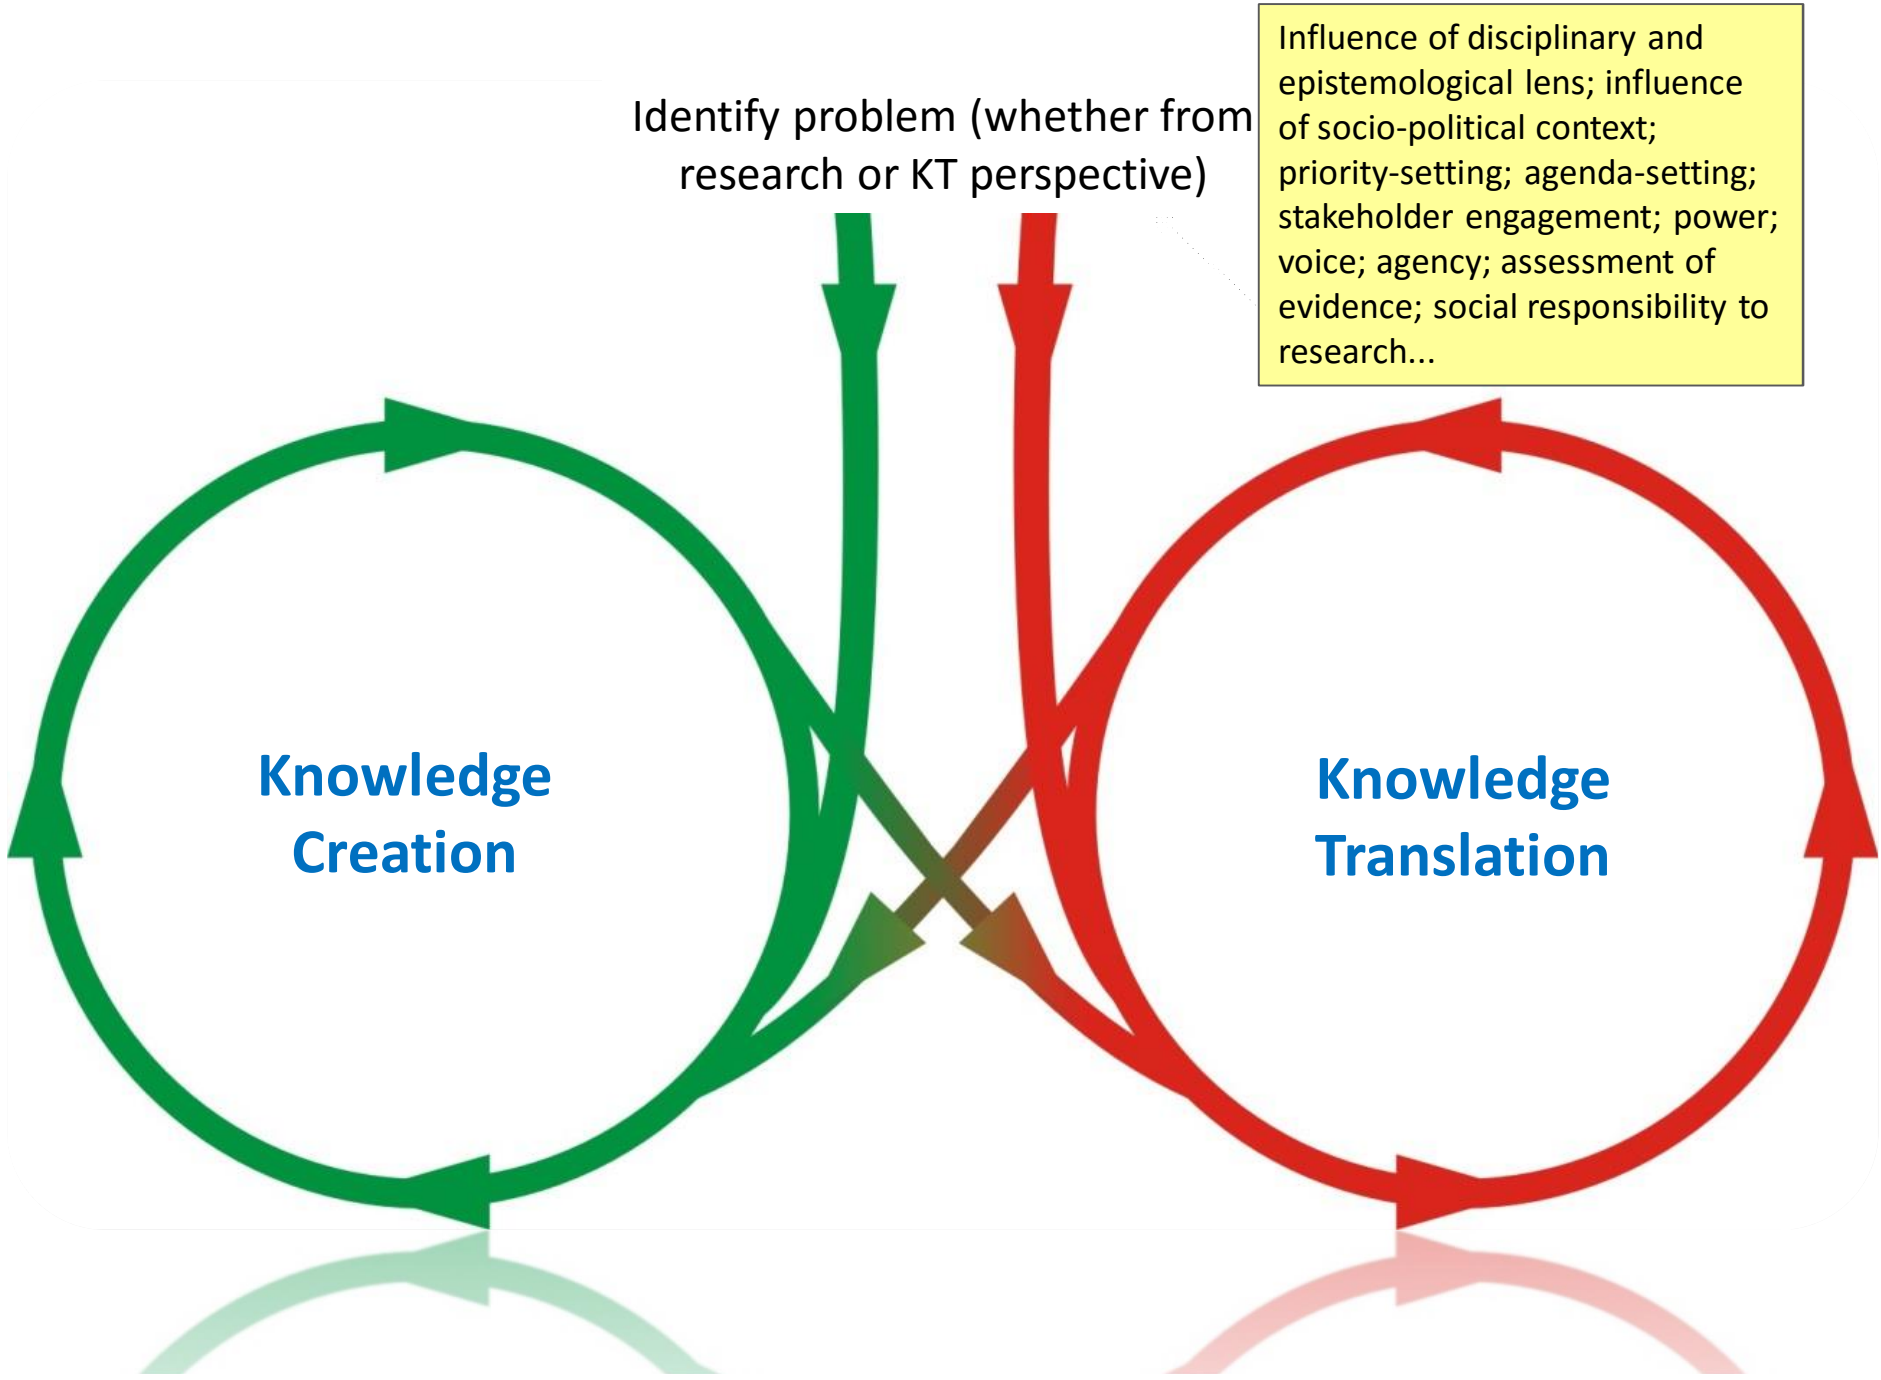 Identify problem (whether from
research or KT perspective)
Influence of disciplinary and
epistemological lens; influence
of socio-political context;
priority-setting; agenda-setting;
stakeholder engagement; power;
voice; agency; assessment of
evidence; social responsibility to
research...
Knowledge
Creation
Knowledge
Translation